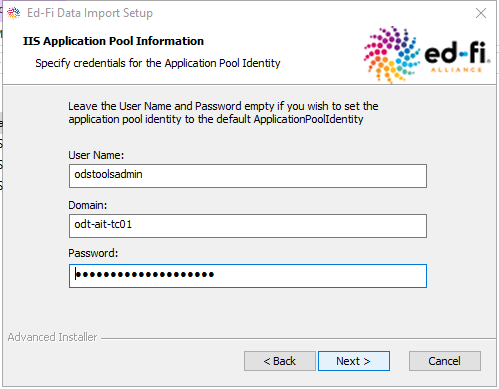 Ed-Fi Data Import Setup
IIS Application Pool Information
Specify credentials for the Application Pool Identity
ed-fi
ALLIANCE
Leave the User Name and Password empty if you wish to set the
application pool identity to the default ApplicationPoolIdentity
User Name:
odstoolsadmin
Domain:
odt-ait-tc01
Password:
••••••••••••••••••••
Advanced Installer
< Back
Next >
Cancel